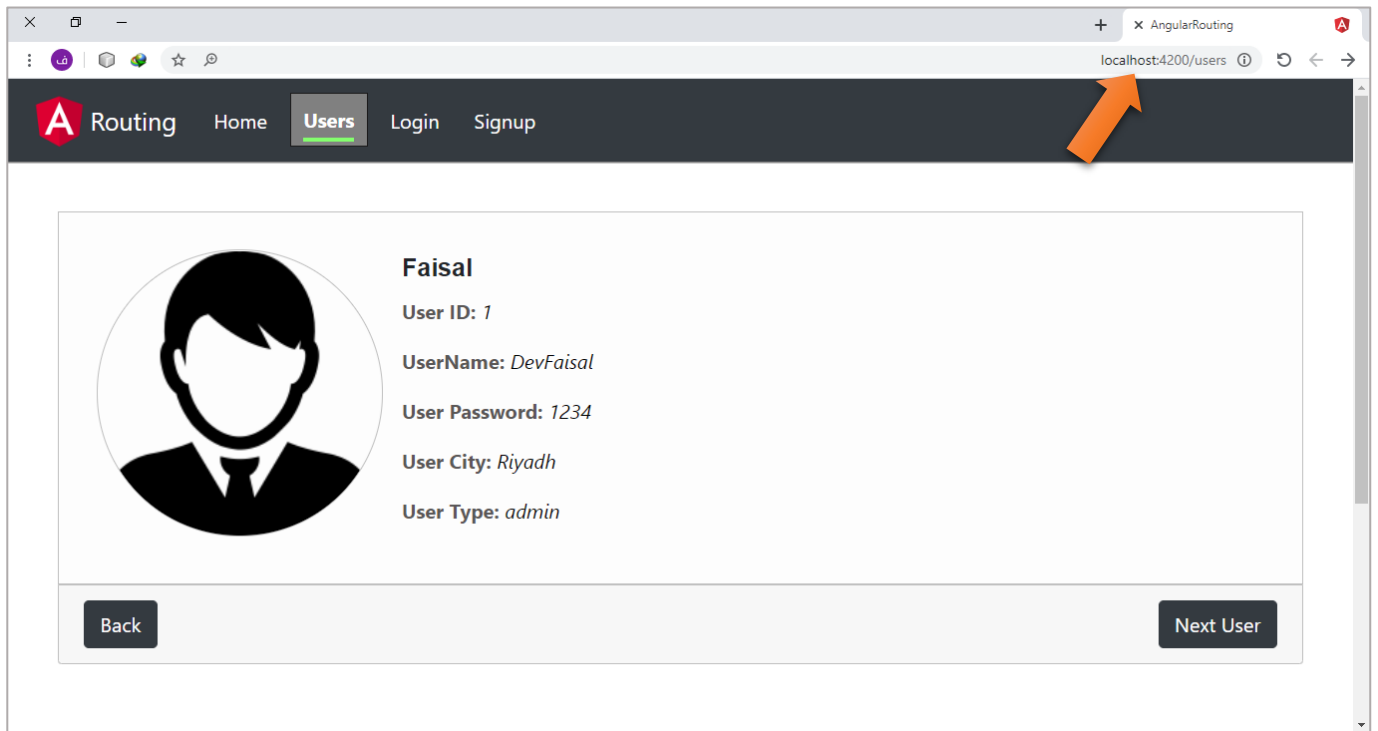 AngularRouting
localhost:4200/users
ف
Routing Home Users Login Signup
Faisal
User ID: 1
UserName: DevFaisal
User Password: 1234
User City: Riyadh
User Type: admin
Back Next User